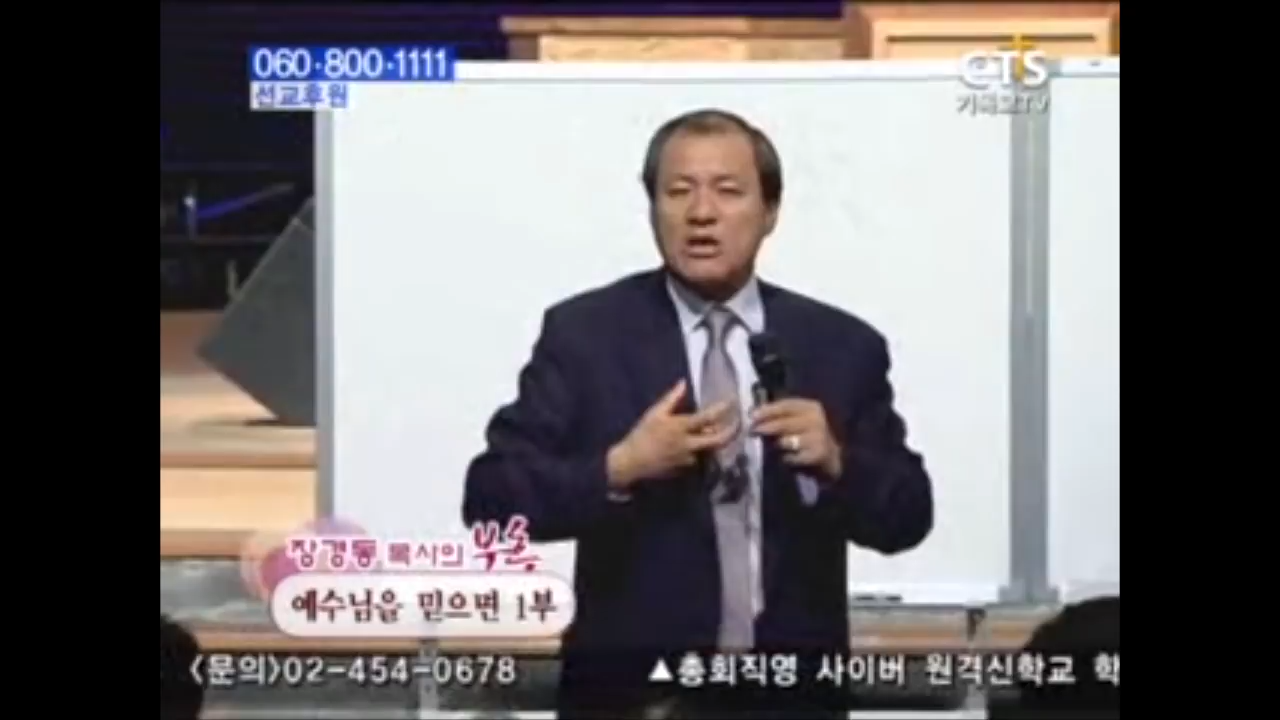 060·800·1111
선교후원
CTS
기독교TV
장경동 목사의 부흥
예수님을 믿으면 1부
<문의>02-454-0678
▲총회직영 사이버 원격신학교 학